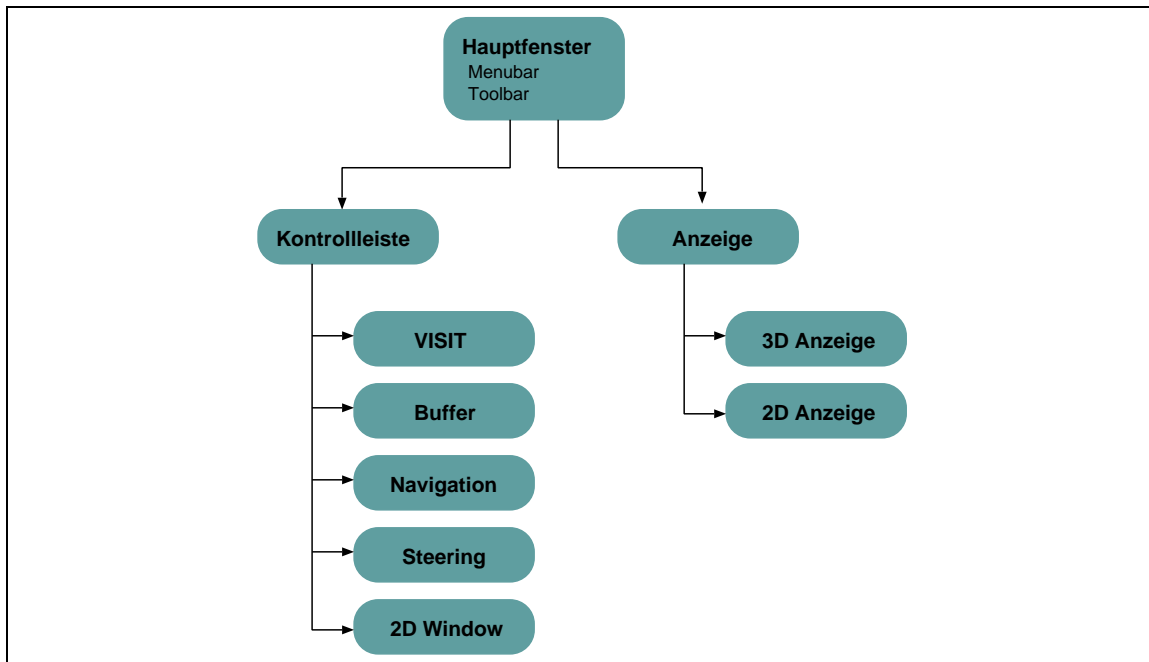 Hauptfenster
Menubar
Toolbar
Kontrollleiste
Anzeige
VISIT
3D Anzeige
Buffer
2D Anzeige
Navigation
Steering
2D Window